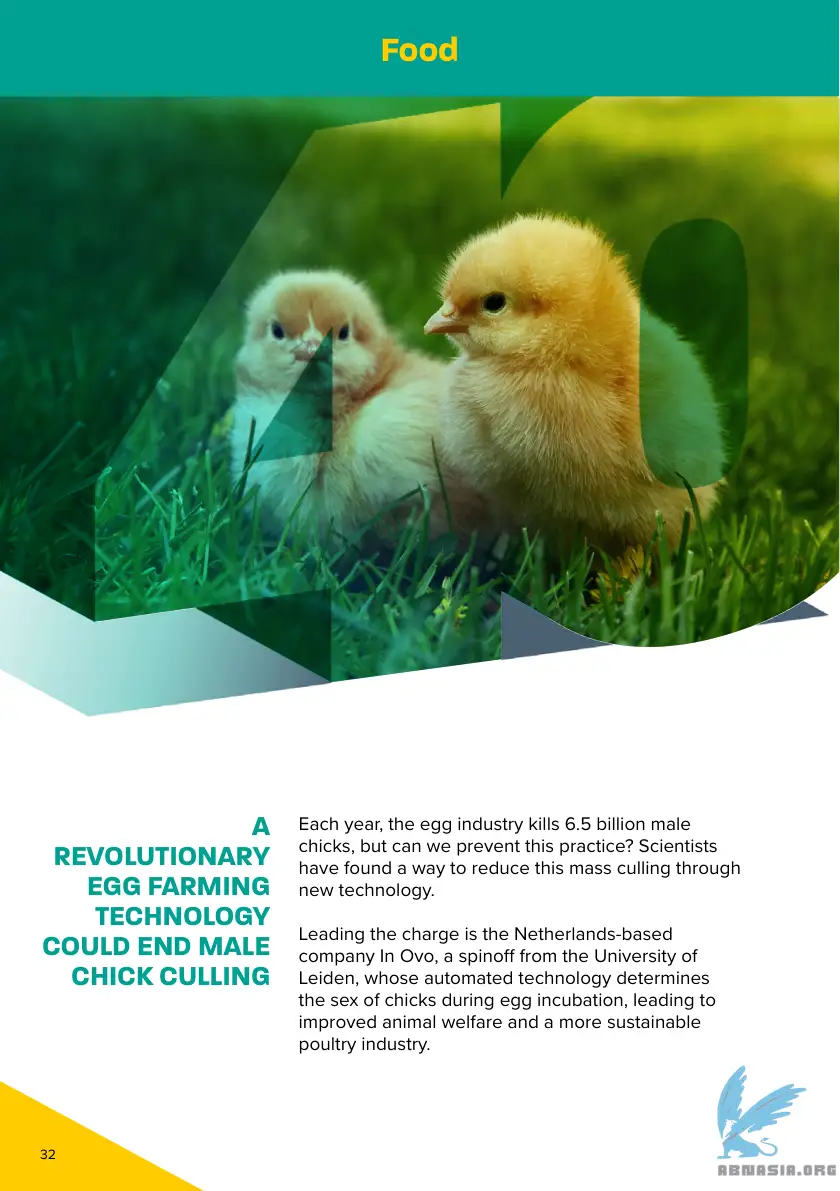 Food
40
A
REVOLUTIONARY
EGG FARMING
TECHNOLOGY
COULD END MALE
CHICK CULLING
Each year, the egg industry kills 6.5 billion male
chicks, but can we prevent this practice? Scientists
have found a way to reduce this mass culling through
new technology.
Leading the charge is the Netherlands-based
company In Ovo, a spinoff from the University of
Leiden, whose automated technology determines
the sex of chicks during egg incubation, leading to
improved animal welfare and a more sustainable
poultry industry.
32
ABNASIA.ORG